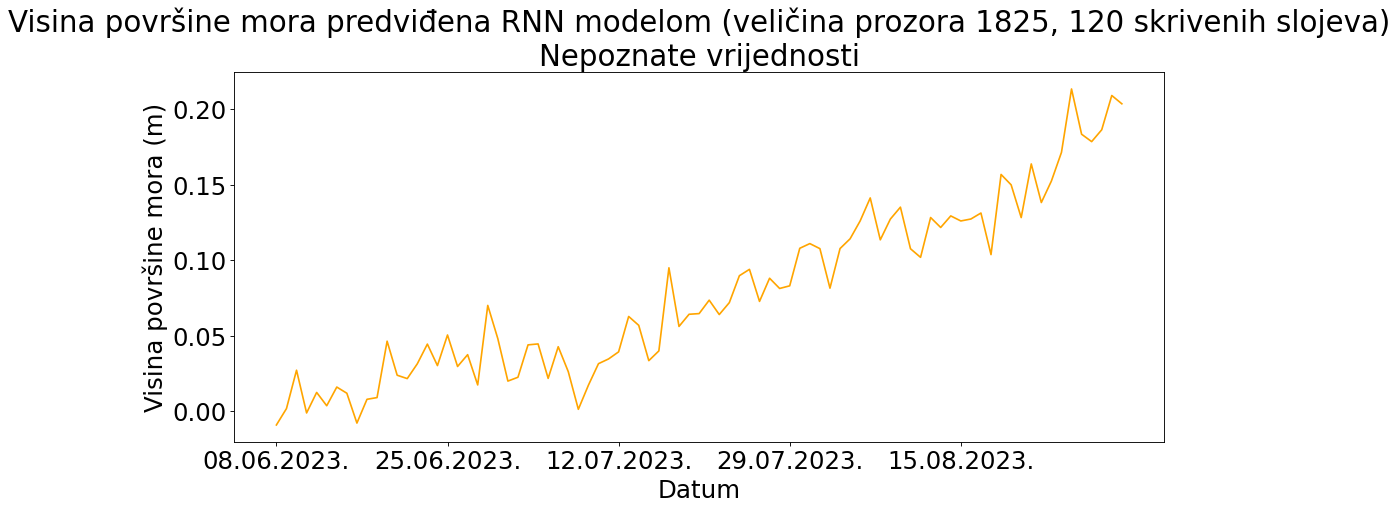 Visina površine mora predviđena RNN modelom (veličina prozora 1825, 120 skrivenih slojeva)
Nepoznate vrijednosti
Visina površine mora (m)
0.20
0.15
0.10
0.05
0.00
08.06.2023. 25.06.2023. 12.07.2023. 29.07.2023. 15.08.2023.
Datum